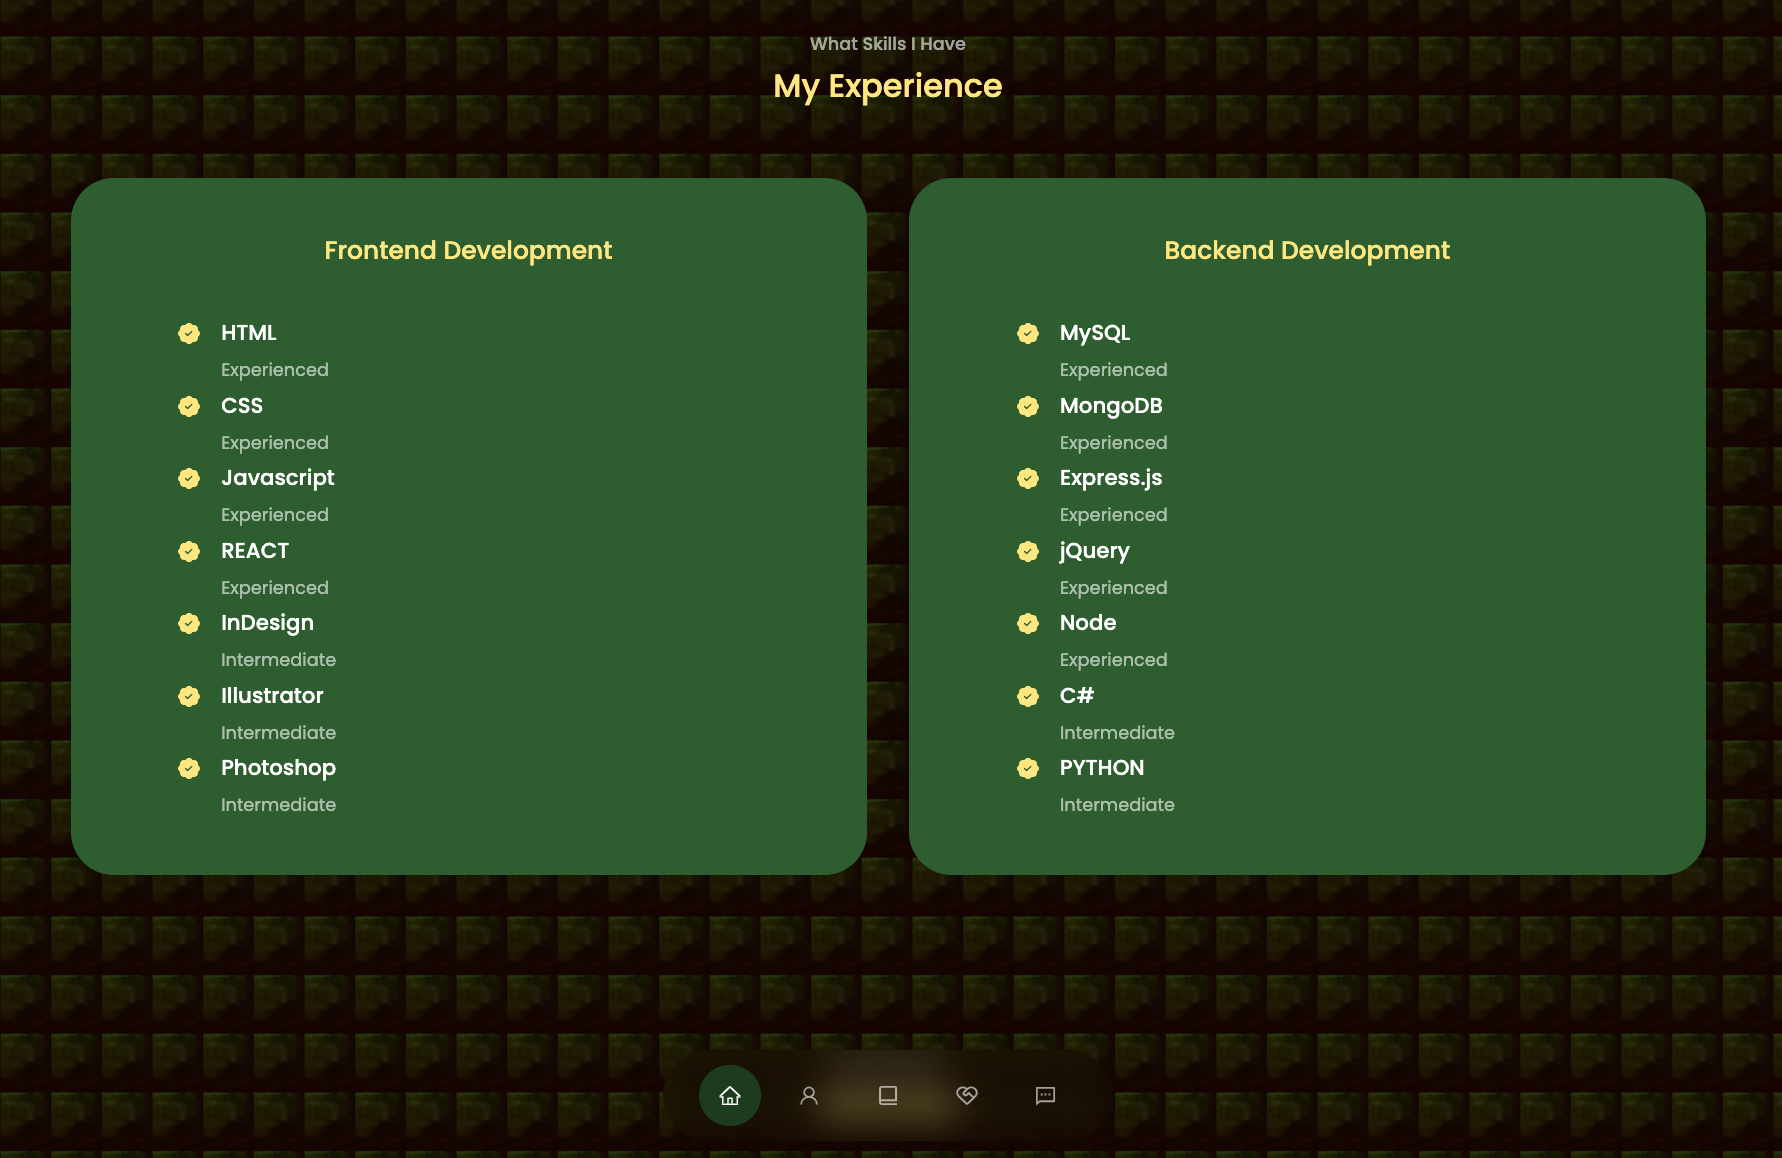 What Skills I Have
My Experience
Frontend Development
HTML
Experienced
CSS
Experienced
Javascript
Experienced
REACT
Experienced
InDesign
Intermediate
Illustrator
Intermediate
Photoshop
Intermediate
Backend Development
MySQL
Experienced
MongoDB
Experienced
Express.js
Experienced
jQuery
Experienced
Node
Experienced
C#
Intermediate
PYTHON
Intermediate